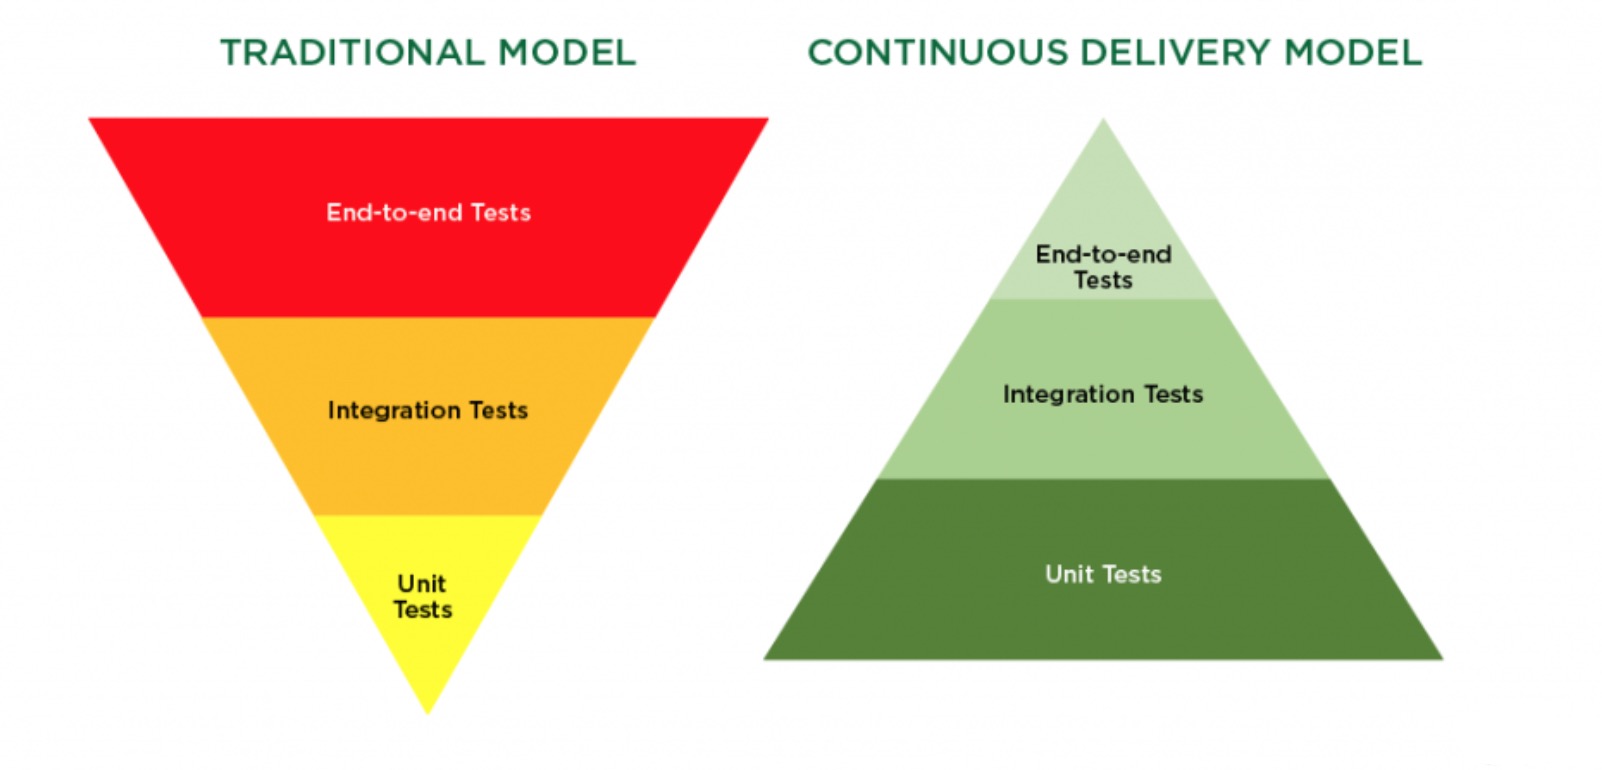 TRADITIONAL MODEL
End-to-end Tests
Integration Tests
Unit
Tests
CONTINUOUS DELIVERY MODEL
End-to-end
Tests
Integration Tests
Unit Tests